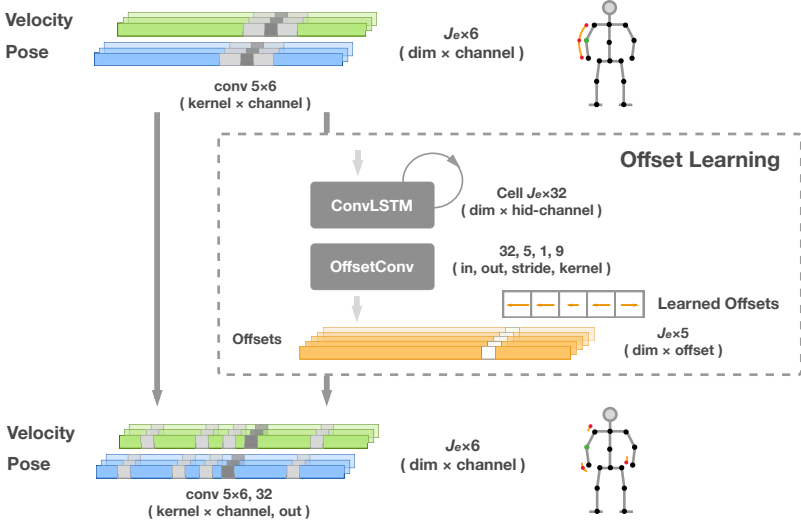 Velocity
Pose
Jₑ×6
( dim × channel )
conv 5×6
( kernel × channel )
Offset Learning
ConvLSTM
Cell Jₑ×32
( dim × hid-channel )
OffsetConv
32, 5, 1, 9
( in, out, stride, kernel )
Learned Offsets
Offsets
Jₑ×5
( dim × offset )
Velocity
Pose
Jₑ×6
( dim × channel )
conv 5×6, 32
( kernel × channel, out )